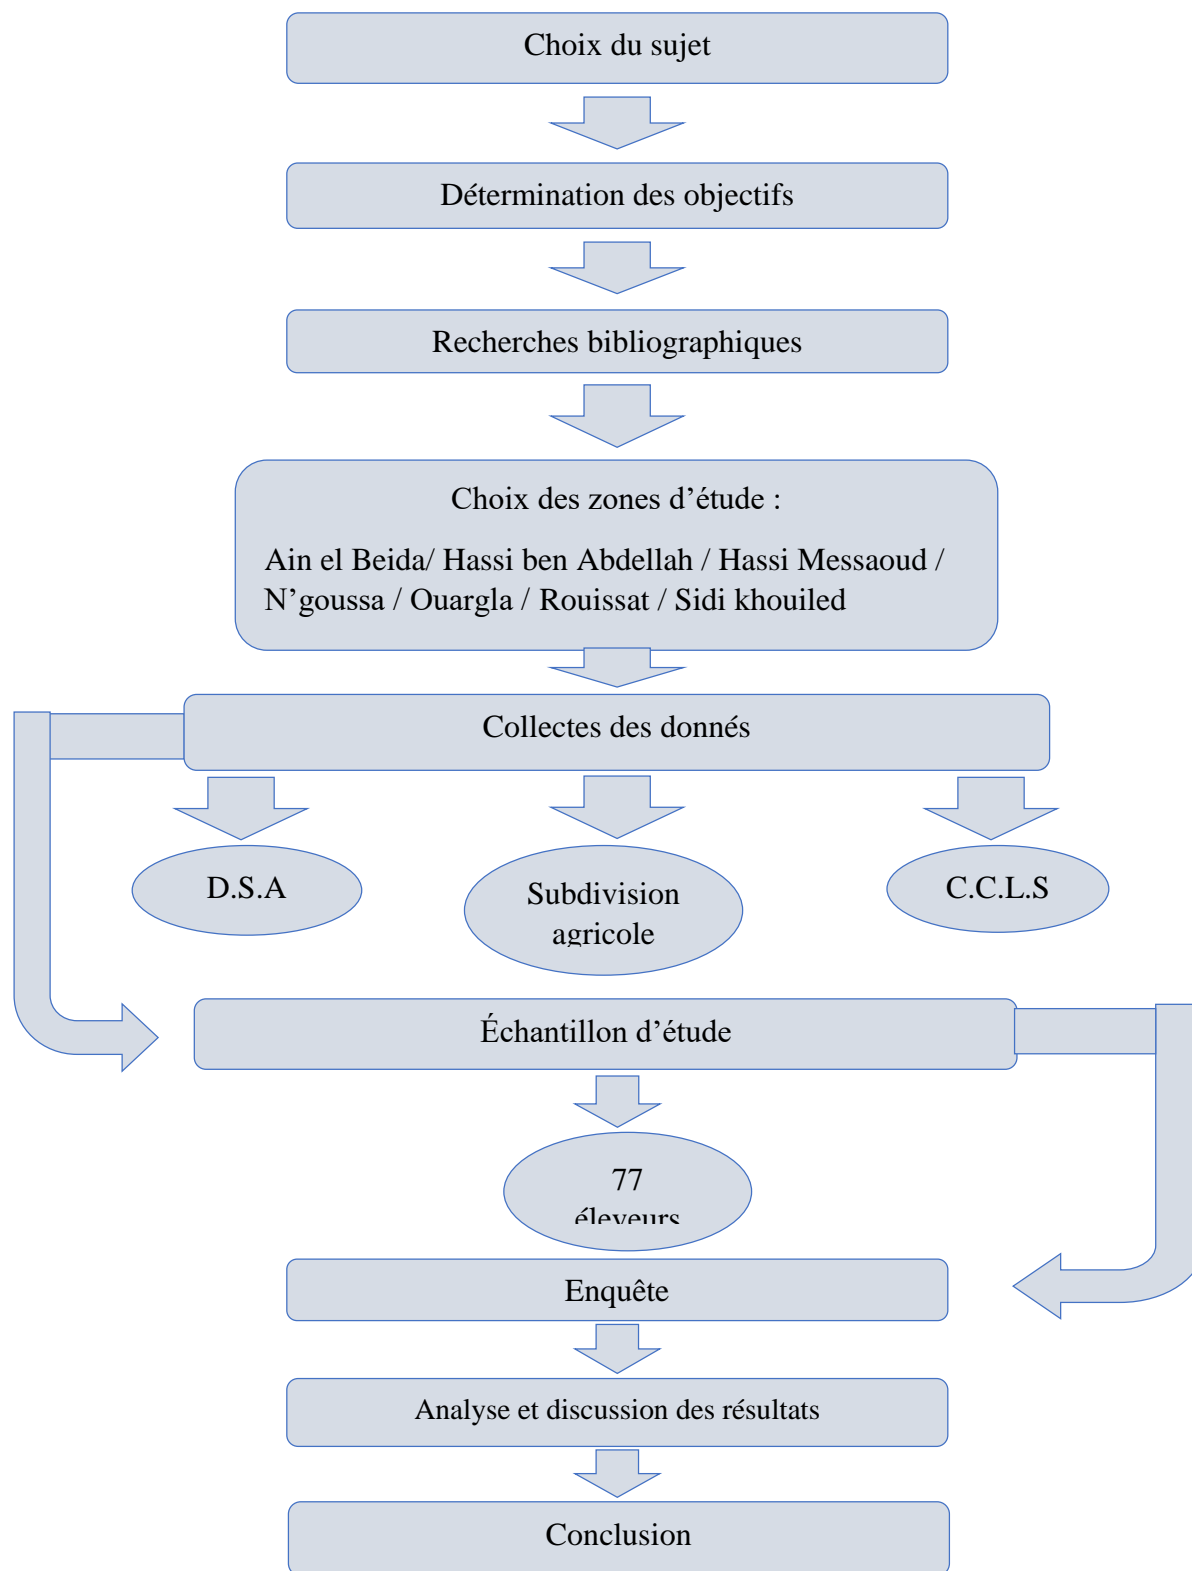 Choix du sujet
Détermination des objectifs
Recherches bibliographiques
Choix des zones d’étude :
Ain el Beida/ Hassi ben Abdellah / Hassi Messaoud /
N’goussa / Ouargla / Rouissat / Sidi khouiled
Collectes des donnés
D.S.A
Subdivision
agricole
C.C.L.S
Échantillon d’étude
77
éleveurs
Enquête
Analyse et discussion des résultats
Conclusion